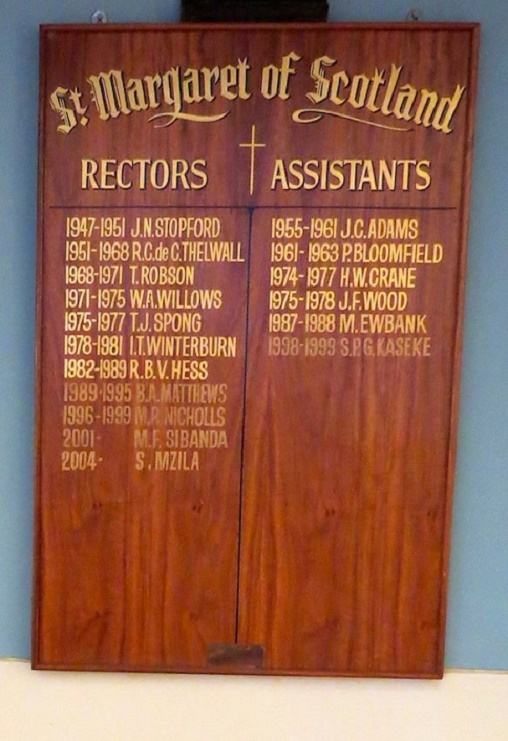 St. Margaret of Scotland
RECTORS
1947-1951 J.N.STOPFORD
1951-1968 R.C.de C.THELWALL
1968-1971 T.ROBSON
1971-1975 W.A.WILLOWS
1975-1977 T.J. SPONG
1978-1981 I.T.WINTERBURN
1982-1989 R.B.V.HESS
1989-1995 B.A.MATTHEWS
1996-1999 M.R.NICHOLLS
2001- M.F. SIBANDA
2004- S.MZILA
ASSISTANTS
1955-1961 J.C.ADAMS
1961-1963 P.BLOOMFIELD
1974-1977 H.W.CRANE
1975-1978 J.F.WOOD
1987-1988 M.EWBANK
1998-1999 S.P.G.KASEKE